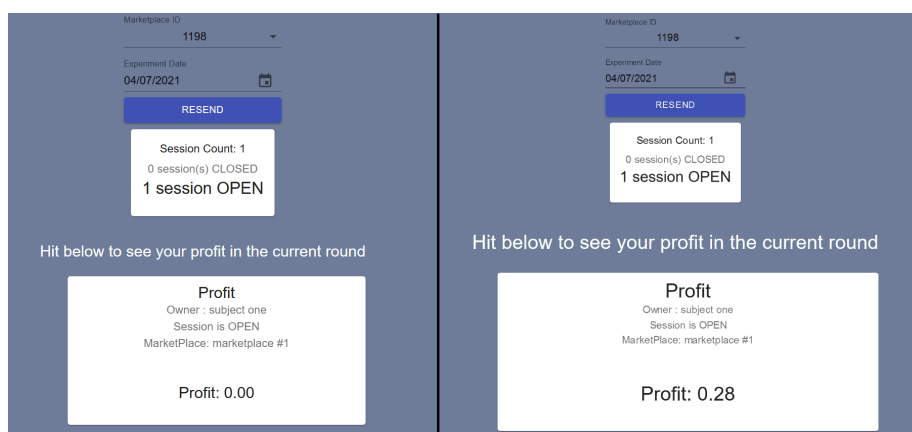 Marketplace ID
1198
Experiment Date
04/07/2021
RESEND
Session Count: 1
0 session(s) CLOSED
1 session OPEN
Hit below to see your profit in the current round
Profit
Owner : subject one
Session is OPEN
MarketPlace: marketplace #1
Profit: 0.00
Marketplace ID
1198
Experiment Date
04/07/2021
RESEND
Session Count: 1
0 session(s) CLOSED
1 session OPEN
Hit below to see your profit in the current round
Profit
Owner : subject one
Session is OPEN
MarketPlace: marketplace #1
Profit: 0.28